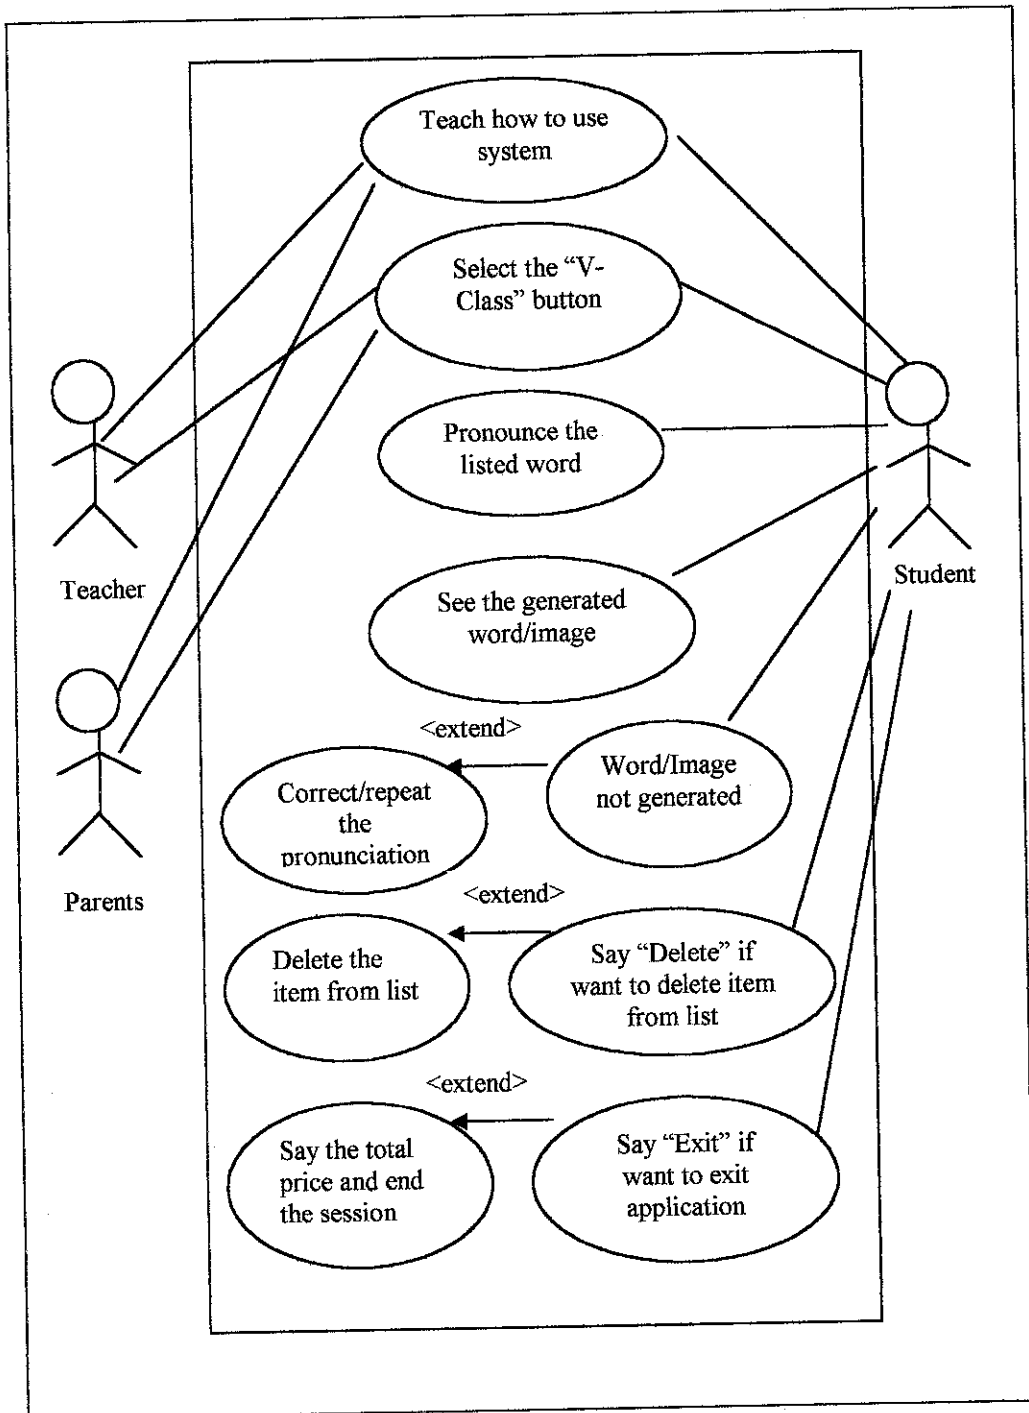 Teach how to use
system
Select the “V-
Class” button
Pronounce the
listed word
Teacher
Student
See the generated
word/image
<extend>
Word/Image
not generated
Correct/repeat
the
pronunciation
Parents
<extend>
Delete the
item from list
Say “Delete” if
want to delete item
from list
<extend>
Say the total
price and end
the session
Say “Exit” if
want to exit
application